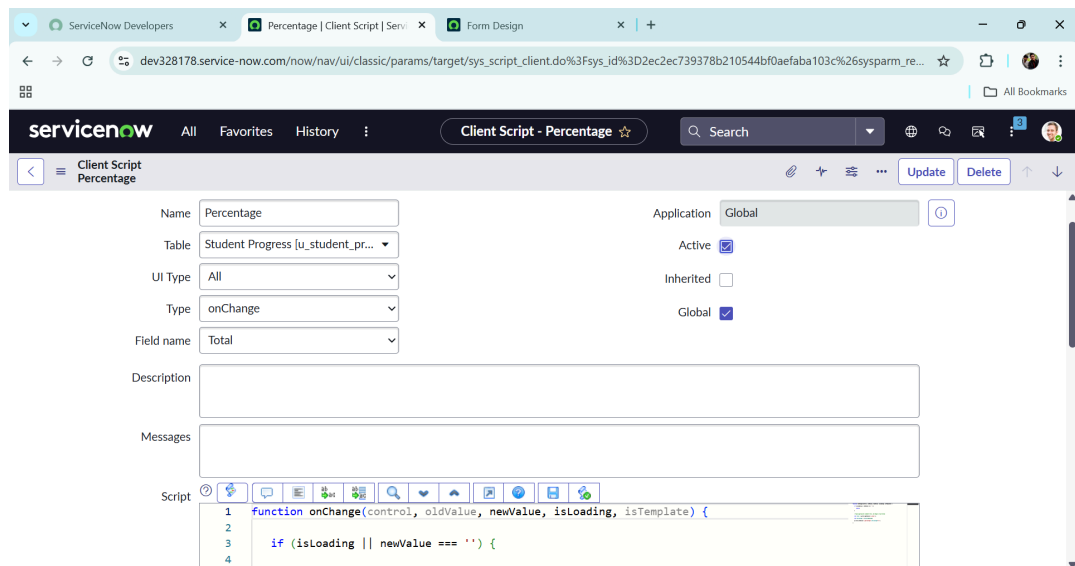 ServiceNow Developers
Percentage | Client Script | Servi
Form Design
dev328178.service-now.com/now/nav/ui/classic/params/target/sys_script_client.do%3Fsys_id%3D2ec2ec739378b210544bf0aefaba103c%26sysparm_re...
All Bookmarks
servicenow All Favorites History Client Script - Percentage Search 3
Client Script
Percentage
Update Delete
Name Percentage Application Global
Table Student Progress [u_student_pr... Active
UI Type All Inherited
Type onChange Global
Field name Total
Description
Messages
Script
1 function onChange(control, oldValue, newValue, isLoading, isTemplate) {
2
3 if (isLoading || newValue === '') {
4